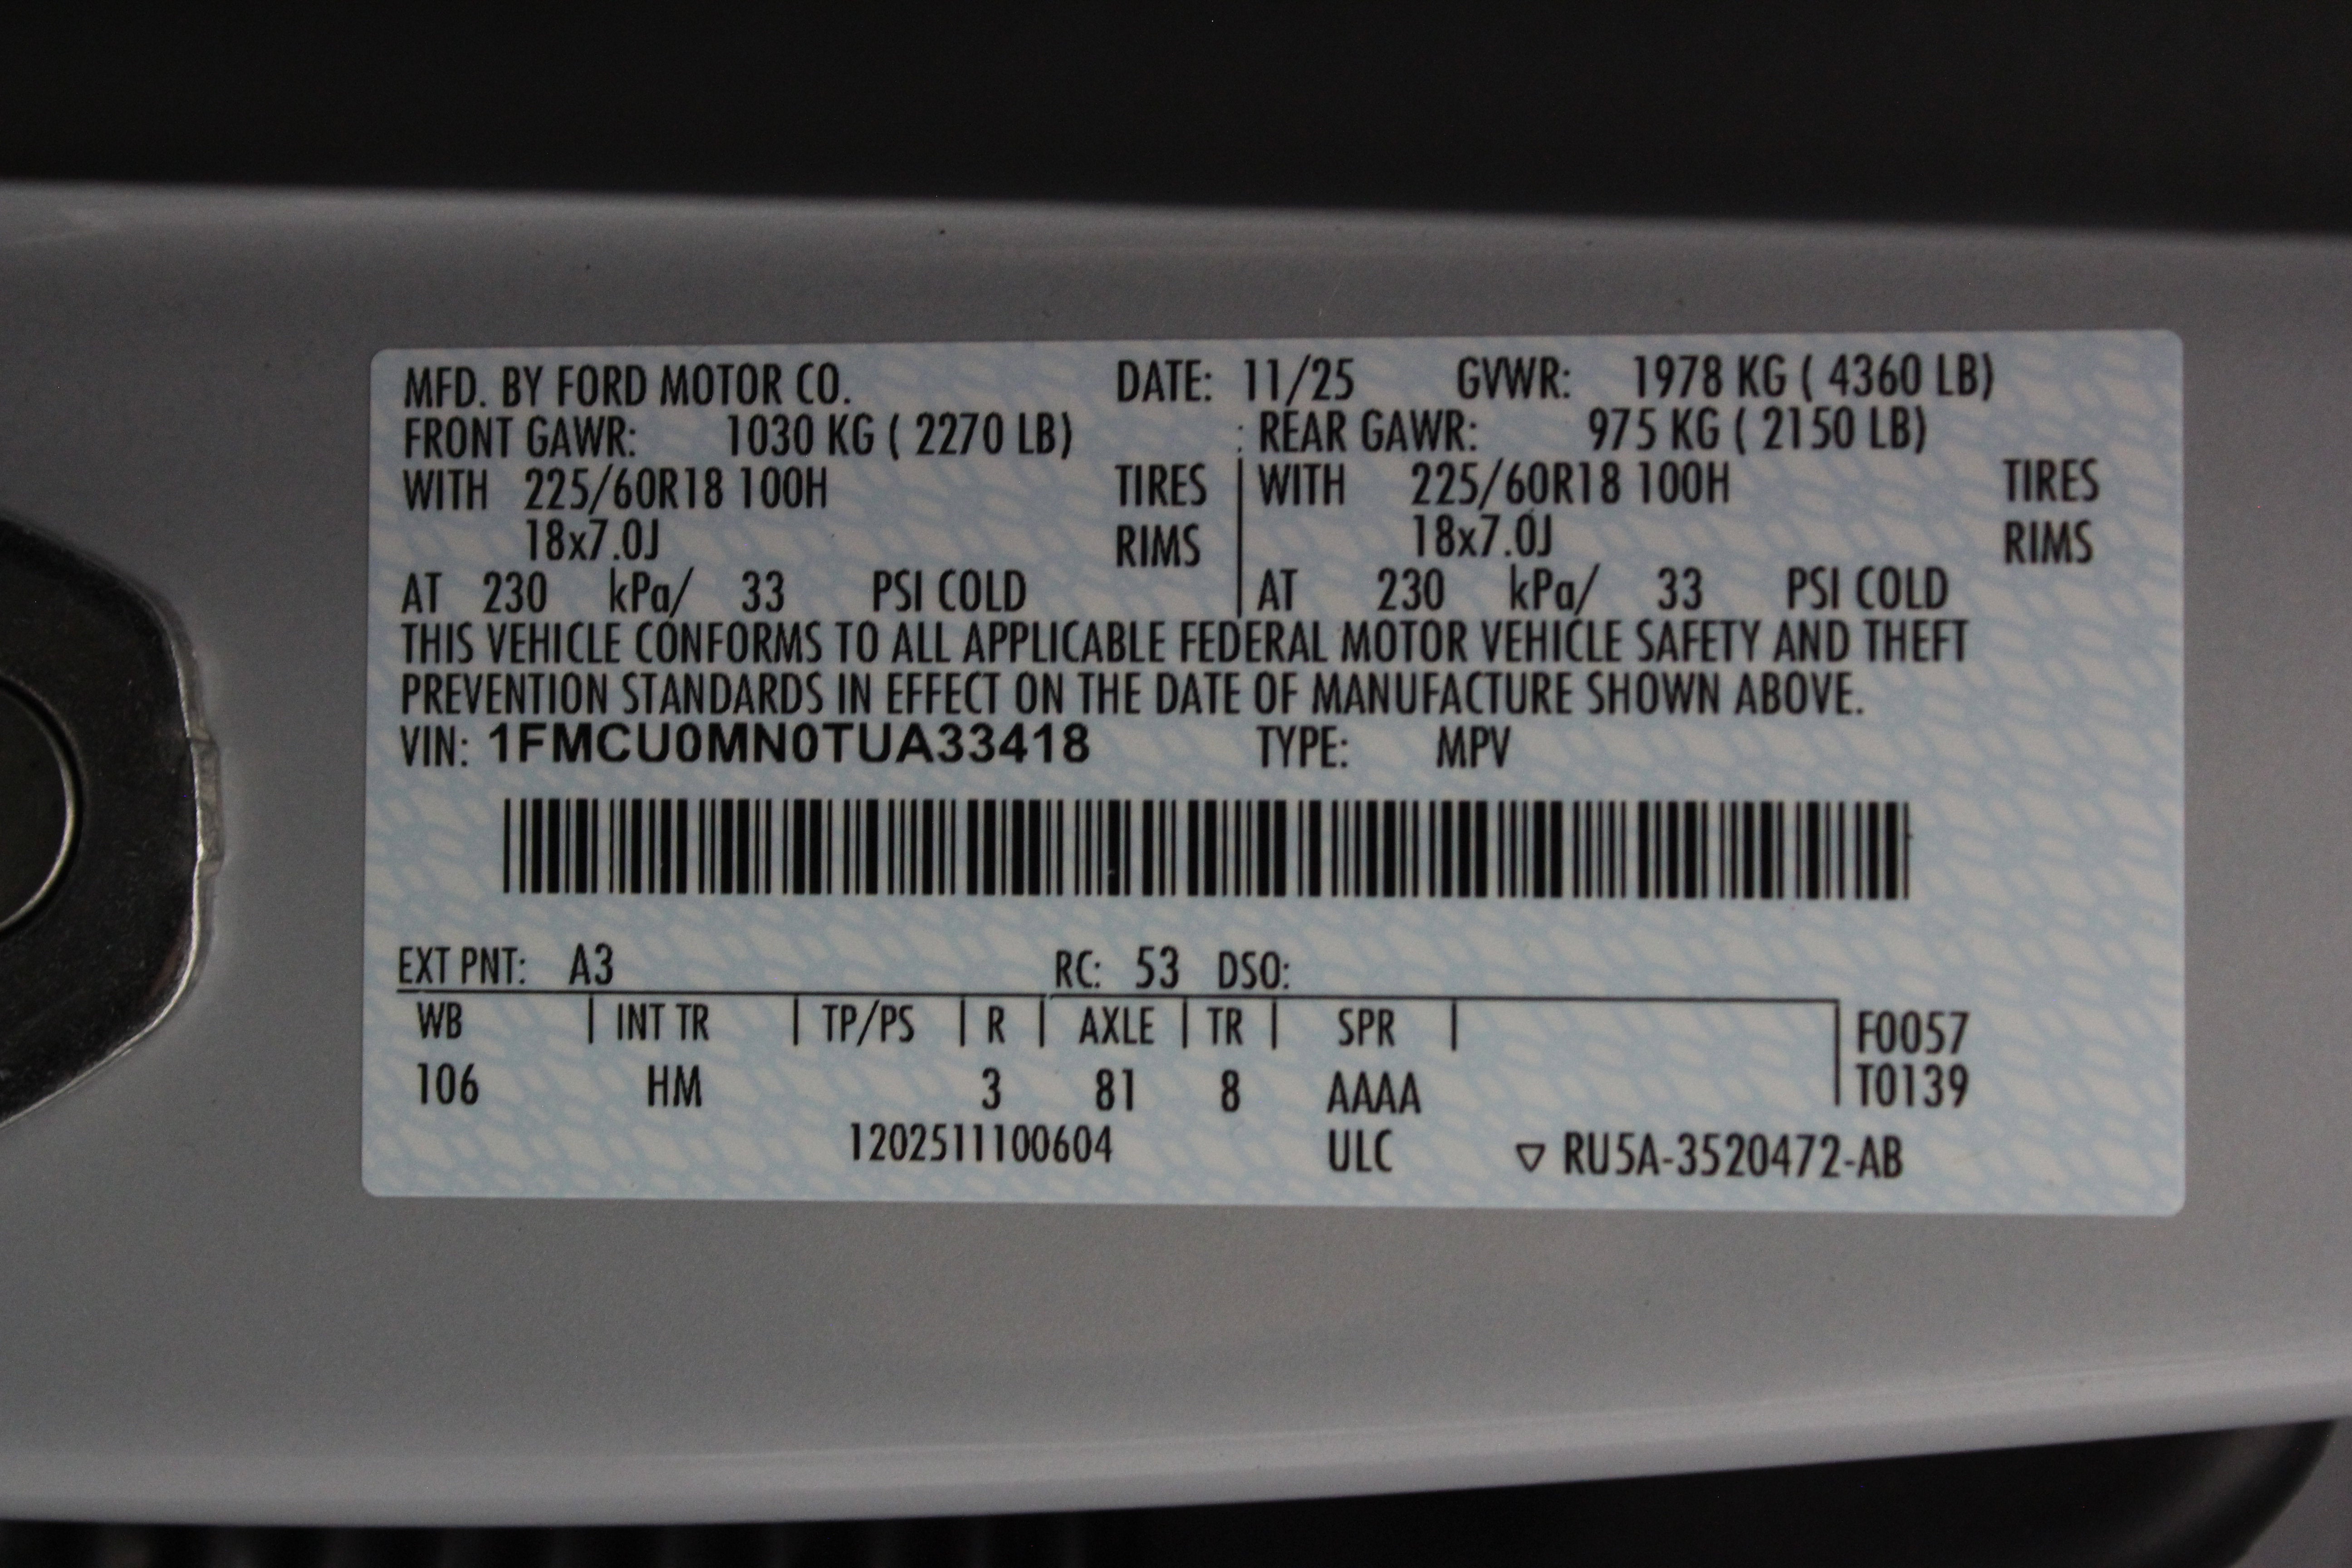 MFD. BY FORD MOTOR CO. DATE: 11/25 GVWR: 1978 KG ( 4360 LB)
FRONT GAWR: 1030 KG ( 2270 LB) REAR GAWR: 975 KG ( 2150 LB)
WITH 225/60R18 100H TIRES WITH 225/60R18 100H TIRES
18x7.0J RIMS 18x7.0J RIMS
AT 230 kPa/ 33 PSI COLD AT 230 kPa/ 33 PSI COLD
THIS VEHICLE CONFORMS TO ALL APPLICABLE FEDERAL MOTOR VEHICLE SAFETY AND THEFT
PREVENTION STANDARDS IN EFFECT ON THE DATE OF MANUFACTURE SHOWN ABOVE.
VIN: 1FMCU0MN0TUA33418 TYPE: MPV
EXT PNT: A3 RC: 53 DSO:
WB INT TR TP/PS R AXLE TR SPR F0057
106 HM 3 81 8 AAAA T0139
1202511100604 ULC RU5A-3520472-AB